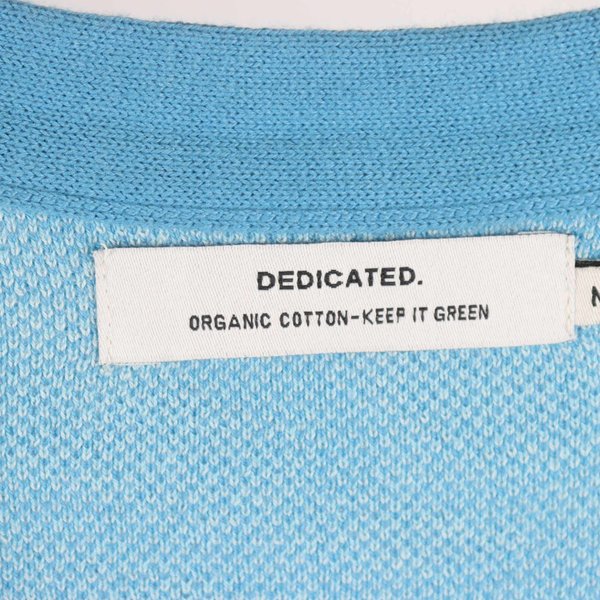 DEDICATED.
ORGANIC COTTON-KEEP IT GREEN